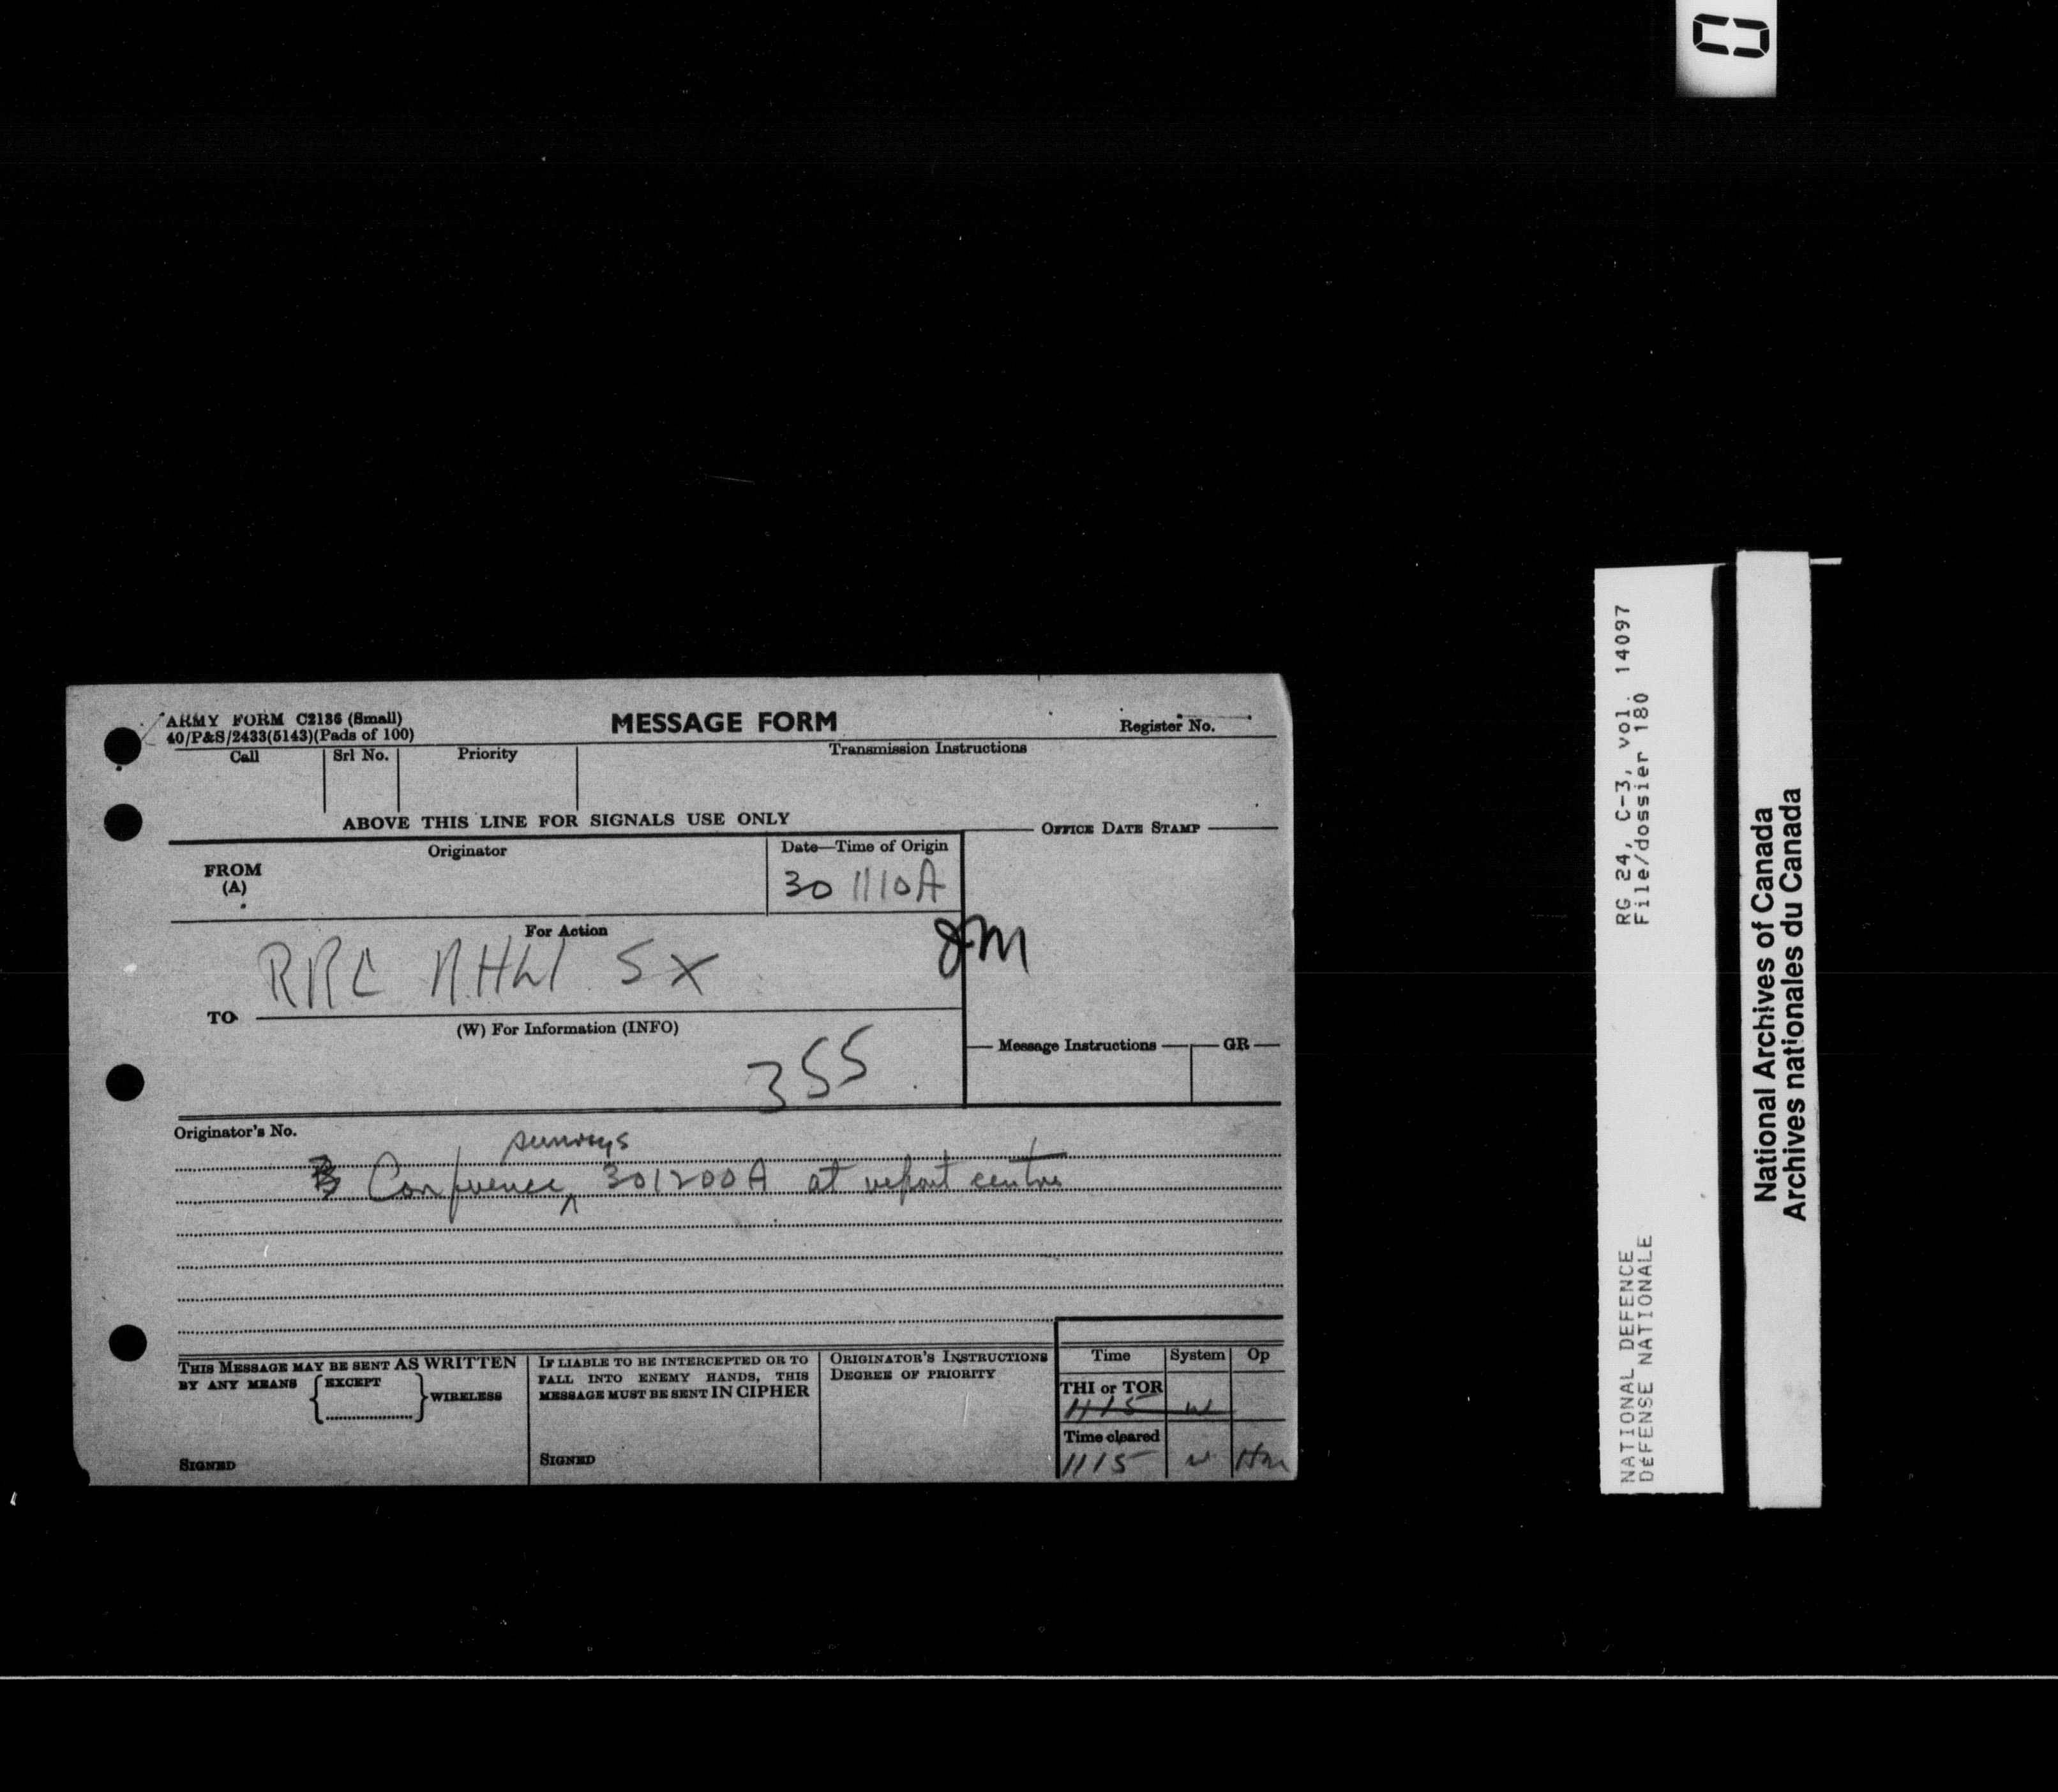 ARMY FORM C2136 (Small)
40/P&S/2433(5143)(Pads of 100)
MESSAGE FORM
Register No.
Call
Srl No.
Priority
Transmission Instructions
ABOVE THIS LINE FOR SIGNALS USE ONLY
OFFICE DATE STAMP
FROM
(A)
Originator
Date—Time of Origin
30 1110A
For Action
TO
RRC RHLI SX
(W) For Information (INFO)
355
Message Instructions
GR
Originator's No.
sunrays
Conference ^ 301200A at report centre
THIS MESSAGE MAY BE SENT AS WRITTEN
BY ANY MEANS { EXCEPT } WIRELESS
SIGNED
IF LIABLE TO BE INTERCEPTED OR TO
FALL INTO ENEMY HANDS, THIS
MESSAGE MUST BE SENT IN CIPHER
SIGNED
ORIGINATOR'S INSTRUCTIONS
DEGREE OF PRIORITY
Time
System
Op
THI or TOR
1115 w
Time cleared
1115 w
RG 24, C-3, vol. 14097
File/dossier 180
NATIONAL DEFENCE
DÉFENSE NATIONALE
National Archives of Canada
Archives nationales du Canada